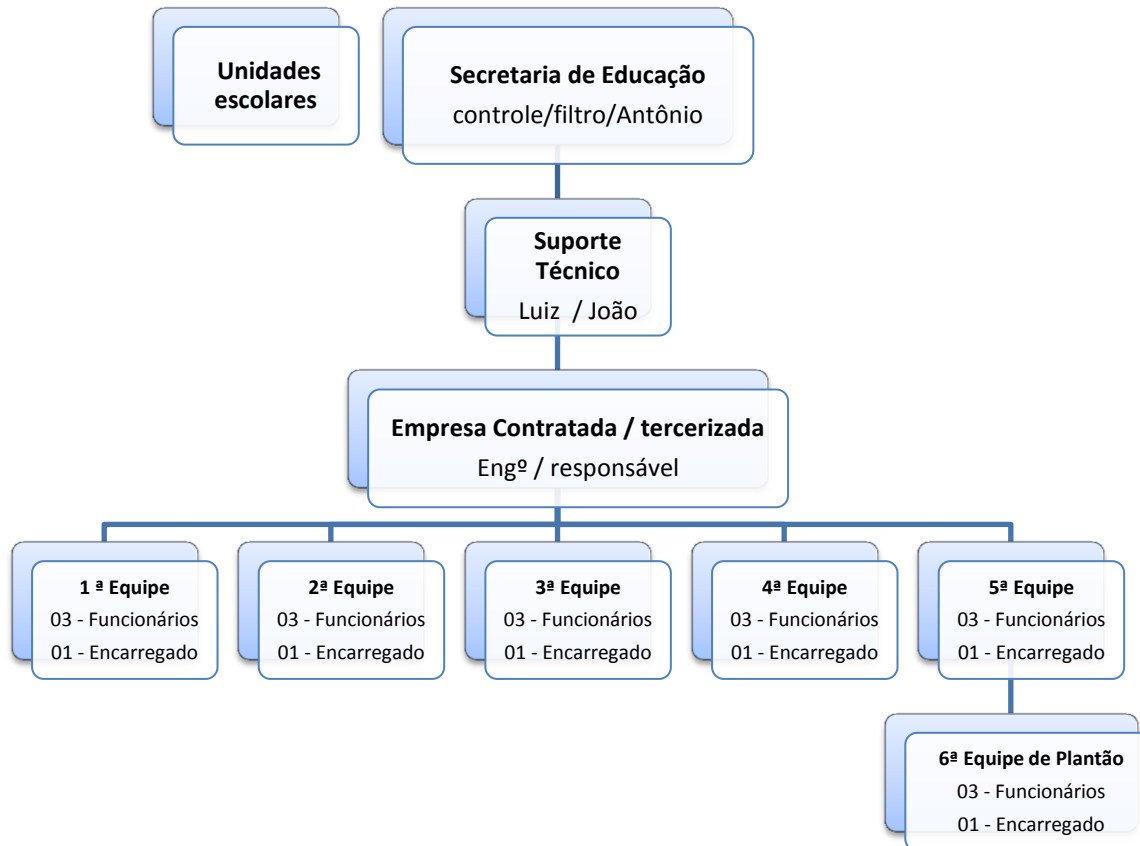 Unidades
escolares
Secretaria de Educação
controle/filtro/Antônio
Suporte
Técnico
Luiz / João
Empresa Contratada / tercerizada
Engº / responsável
1 ª Equipe
03 - Funcionários
01 - Encarregado
2ª Equipe
03 - Funcionários
01 - Encarregado
3ª Equipe
03 - Funcionários
01 - Encarregado
4ª Equipe
03 - Funcionários
01 - Encarregado
5ª Equipe
03 - Funcionários
01 - Encarregado
6ª Equipe de Plantão
03 - Funcionários
01 - Encarregado